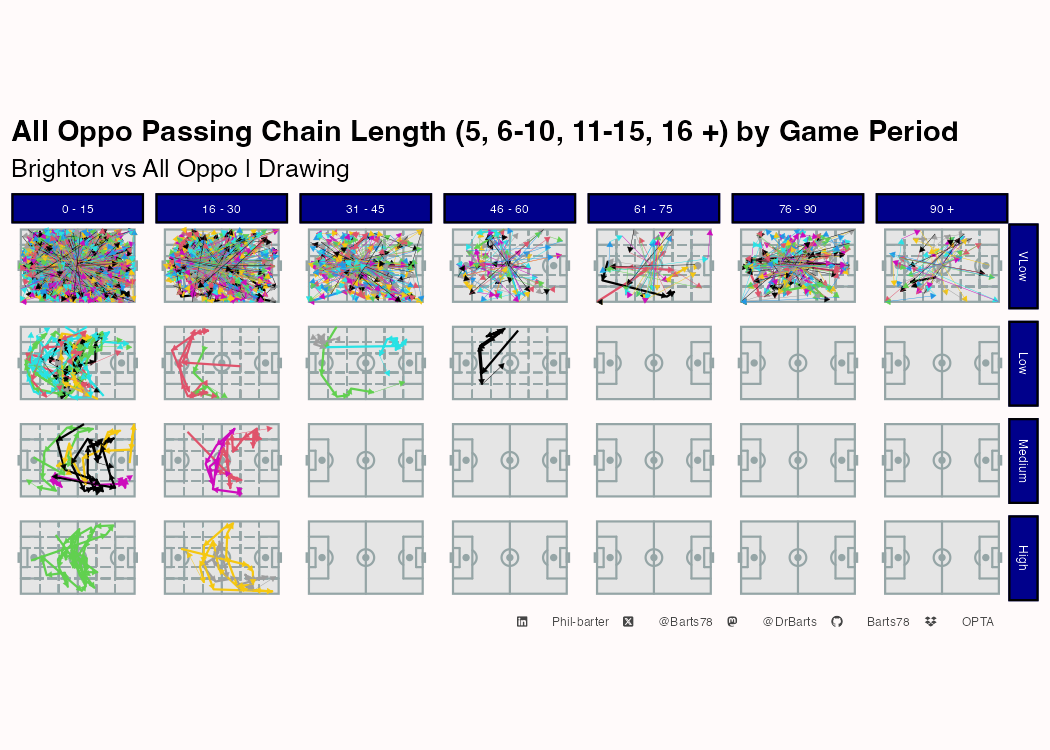 All Oppo Passing Chain Length (5, 6-10, 11-15, 16 +) by Game Period
Brighton vs All Oppo | Drawing
0 - 15 16 - 30 31 - 45 46 - 60 61 - 75 76 - 90 90 +
VLow
Low
Medium
High
Phil-barter @Barts78 @DrBarts Barts78 OPTA